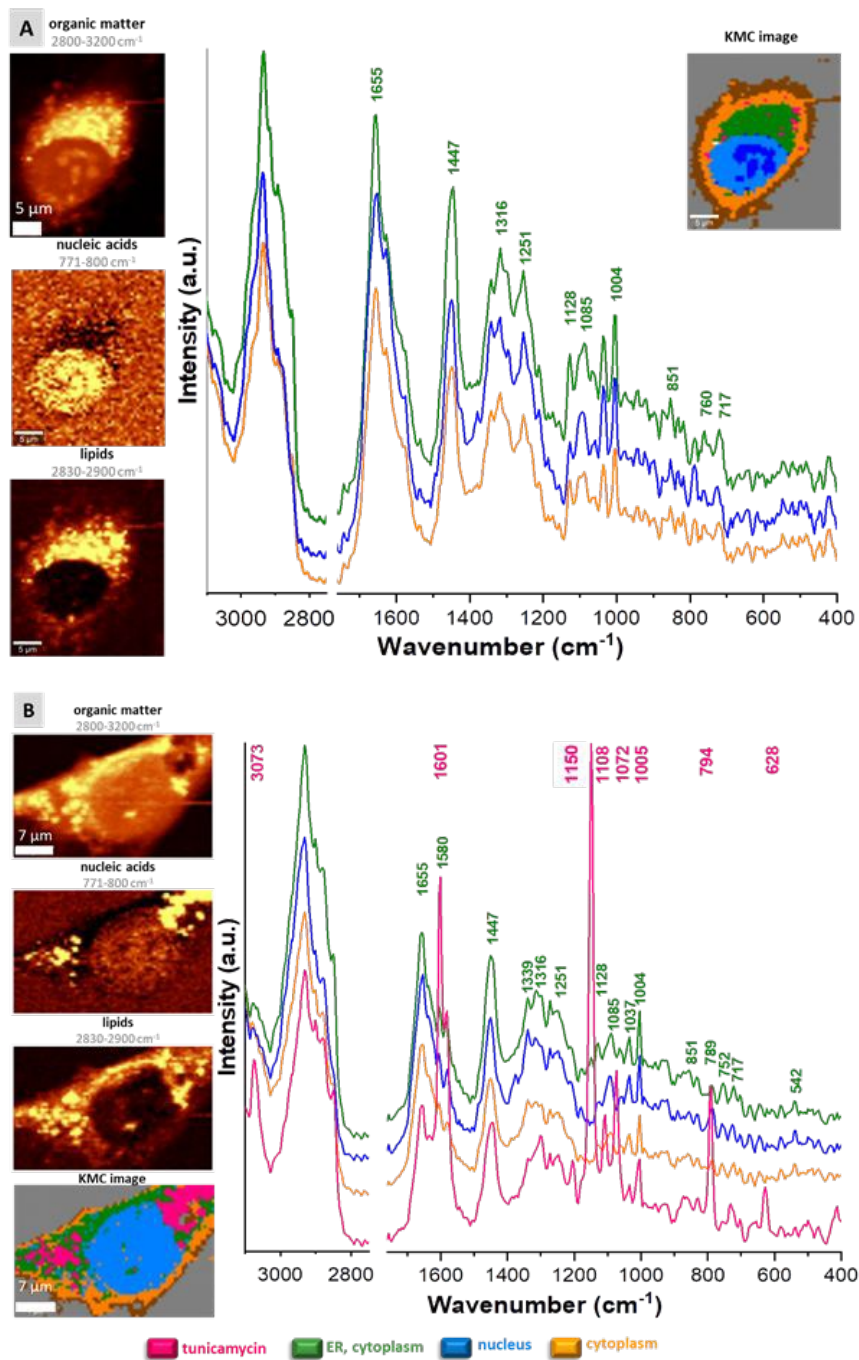 A
organic matter
2800-3200 cm-1
5 µm
nucleic acids
771-800 cm-1
5 µm
lipids
2830-2900 cm-1
5 µm
Intensity (a.u.)
1655
1447
1316
1251
1128
1085
1004
851
760
717
KMC image
5 µm
3000 2800 1600 1400 1200 1000 800 600 400
Wavenumber (cm-1)
B
organic matter
2800-3200 cm-1
7 µm
nucleic acids
771-800 cm-1
7 µm
lipids
2830-2900 cm-1
7 µm
KMC image
7 µm
Intensity (a.u.)
3073
1601
1150
1108
1072
1005
794
628
1655
1580
1447
1339
1316
1251
1128
1085
1037
1004
851
789
752
717
542
3000 2800 1600 1400 1200 1000 800 600 400
Wavenumber (cm-1)
tunicamycin ER, cytoplasm nucleus cytoplasm